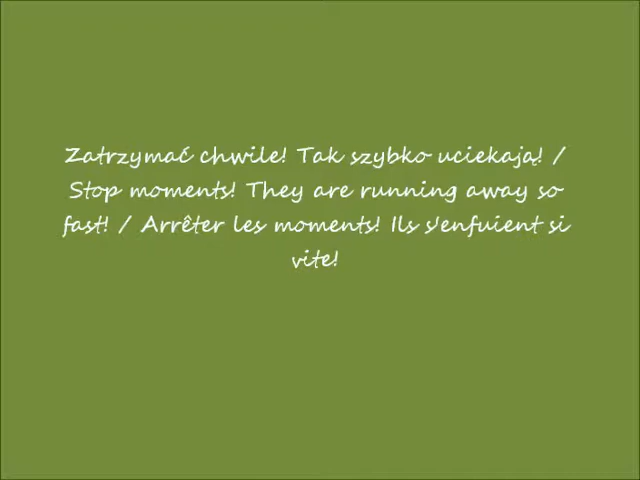 Zatrzymać chwile! Tak szybko uciekają! /
Stop moments! They are running away so
fast! / Arrêter les moments! Ils s'enfuient si
vite!